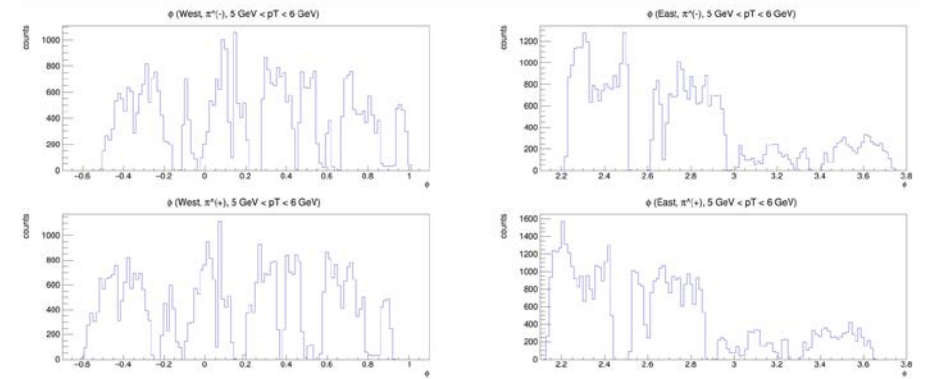 ϕ (West, π^(-), 5 GeV < pT < 6 GeV)
counts
1000
800
600
400
200
0
−0.6 −0.4 −0.2 0 0.2 0.4 0.6 0.8 1
ϕ
ϕ (East, π^(-), 5 GeV < pT < 6 GeV)
counts
1200
1000
800
600
400
200
0
2.2 2.4 2.6 2.8 3 3.2 3.4 3.6 3.8
ϕ
ϕ (West, π^(+), 5 GeV < pT < 6 GeV)
counts
1000
800
600
400
200
0
−0.6 −0.4 −0.2 0 0.2 0.4 0.6 0.8 1
ϕ
ϕ (East, π^(+), 5 GeV < pT < 6 GeV)
counts
1600
1400
1200
1000
800
600
400
200
0
2.2 2.4 2.6 2.8 3 3.2 3.4 3.6 3.8
ϕ